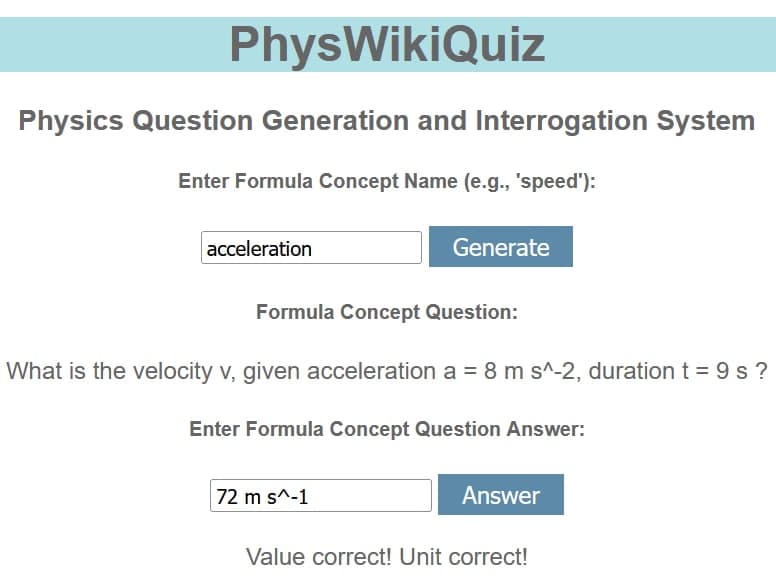 PhysWikiQuiz
Physics Question Generation and Interrogation System
Enter Formula Concept Name (e.g., 'speed'):
acceleration Generate
Formula Concept Question:
What is the velocity v, given acceleration a = 8 m s^-2, duration t = 9 s ?
Enter Formula Concept Question Answer:
72 m s^-1 Answer
Value correct! Unit correct!